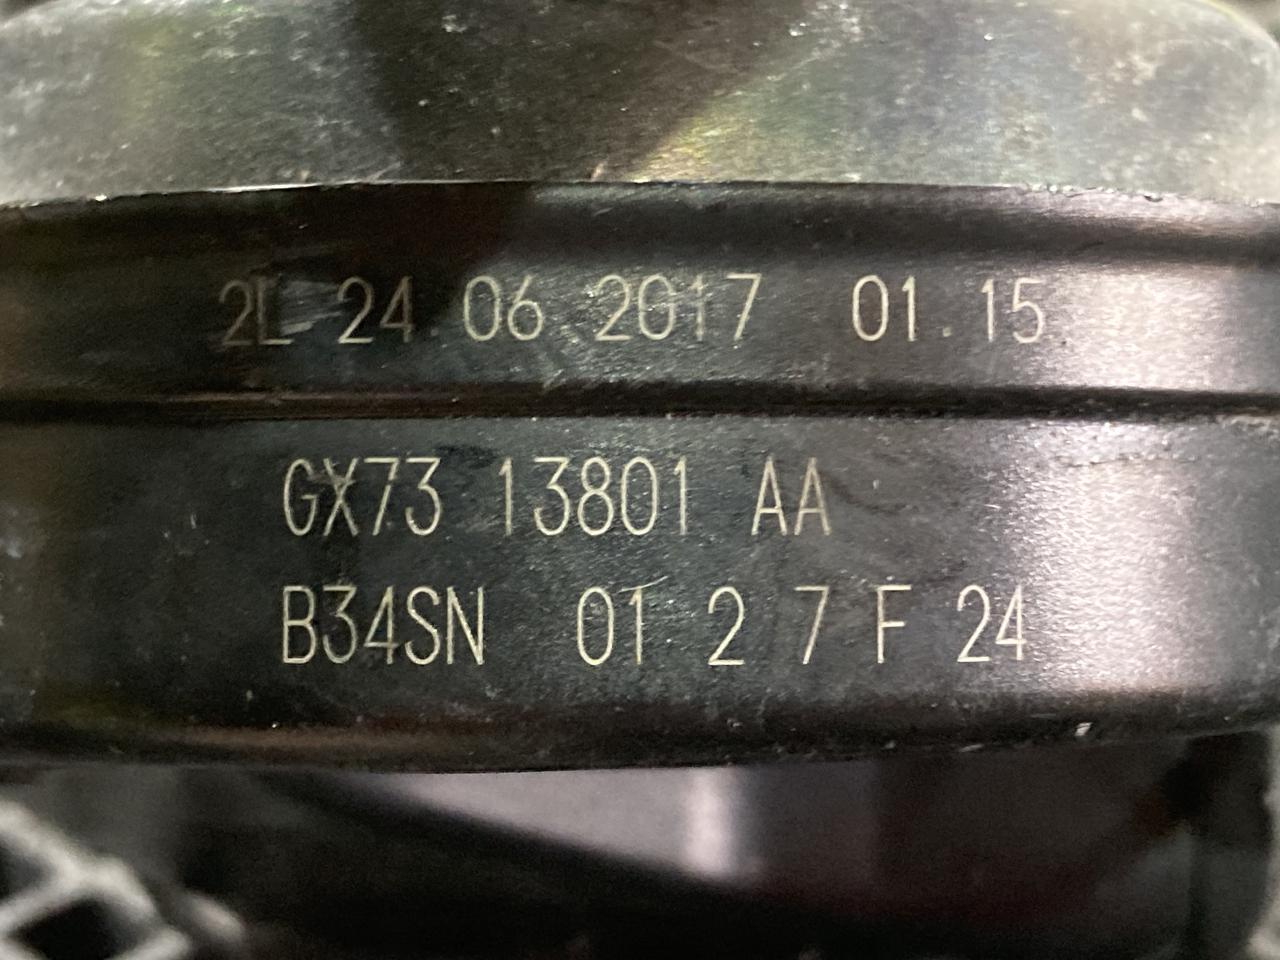 2L 24.06.2017 01.15
GX73 13801 AA
B34SN 01 2 7 F 24